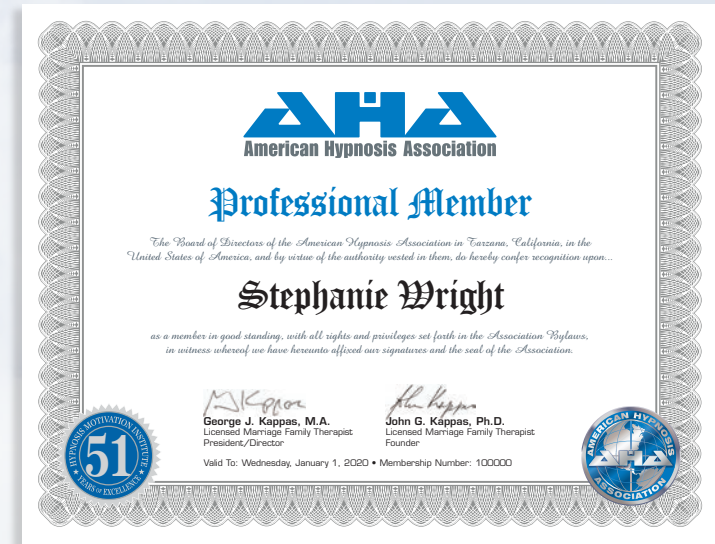 AHA
American Hypnosis Association
Professional Member
The Board of Directors of the American Hypnosis Association in Tarzana, California, in the
United States of America, and by virtue of the authority vested in them, do hereby confer recognition upon...
Stephanie Wright
as a member in good standing, with all rights and privileges set forth in the Association Bylaws,
in witness whereof we have hereunto affixed our signatures and the seal of the Association.
George J. Kappas, M.A.
Licensed Marriage Family Therapist
President/Director
John G. Kappas, Ph.D.
Licensed Marriage Family Therapist
Founder
Valid To: Wednesday, January 1, 2020 • Membership Number: 100000
HYPNOSIS MOTIVATION INSTITUTE
51
YEARS OF EXCELLENCE
AMERICAN HYPNOSIS
AHA
ASSOCIATION